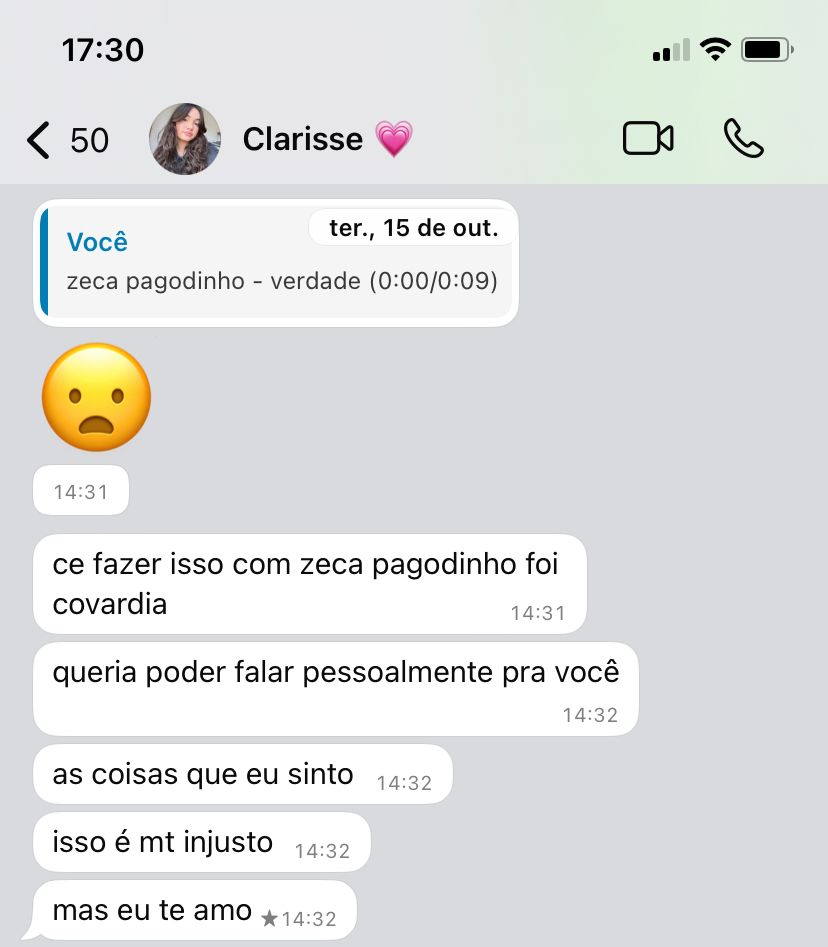 17:30
50
Clarisse
ter., 15 de out.
Você
zeca pagodinho - verdade (0:00/0:09)
14:31
ce fazer isso com zeca pagodinho foi
covardia
14:31
queria poder falar pessoalmente pra você
14:32
as coisas que eu sinto 14:32
isso é mt injusto 14:32
mas eu te amo ★14:32